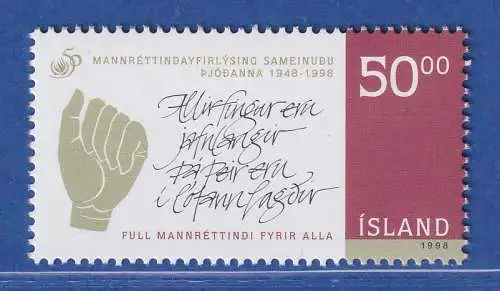 MANNRÉTTINDAYFIRLÝSING SAMEINUÐU
ÞJÓÐANNA 1948-1998
50⁰⁰
Allir fingur eru
jafnlangir
þá þeir eru
í lófann lagðir
FULL MANNRÉTTINDI FYRIR ALLA
ÍSLAND
1998